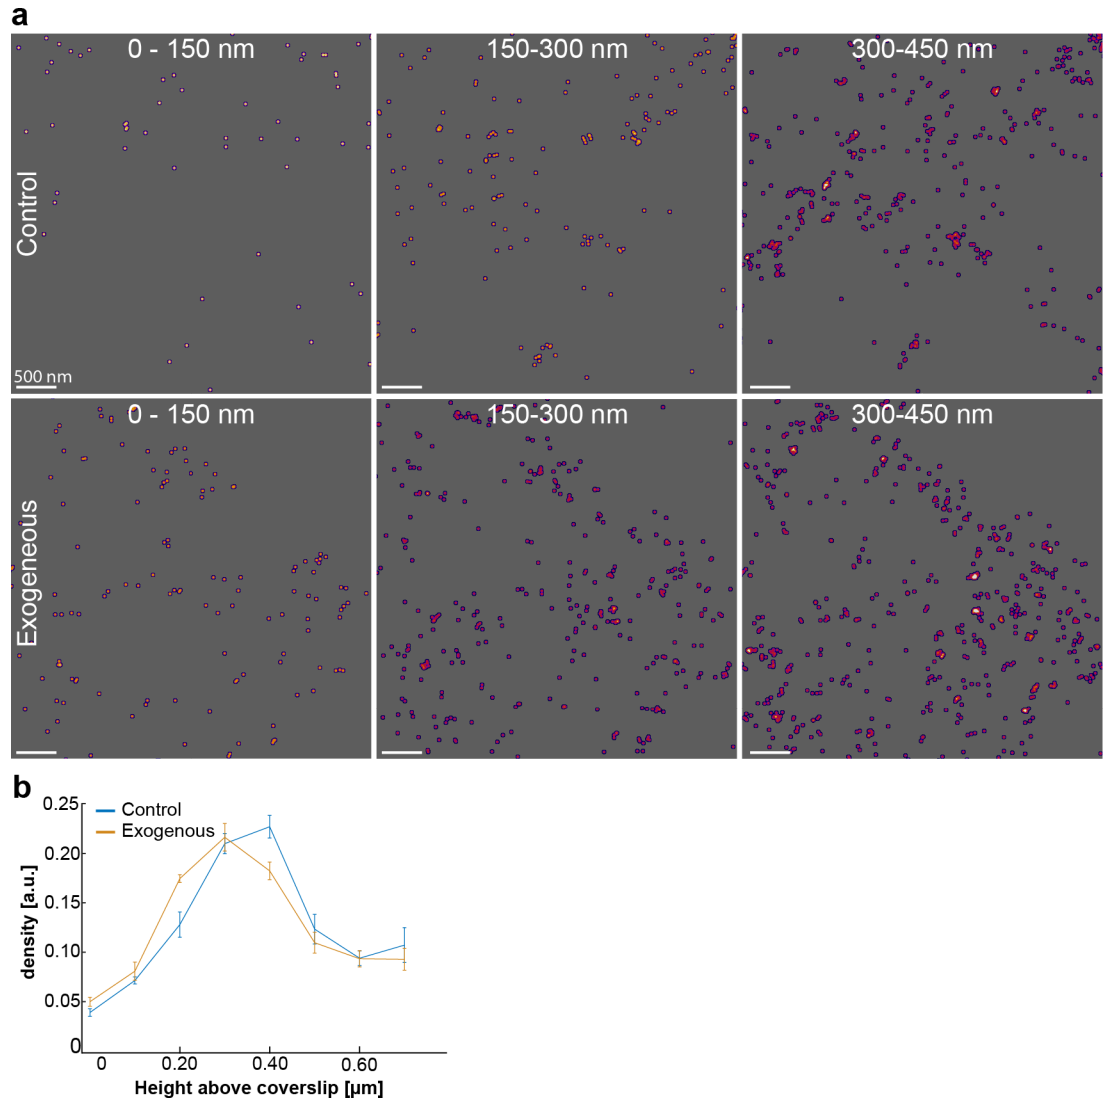 a
0 - 150 nm
150-300 nm
300-450 nm
Control
500 nm
0 - 150 nm
150-300 nm
300-450 nm
Exogeneous
b
0.25
0.20
0.15
0.10
0.05
0
density [a.u.]
Control
Exogenous
0
0.20
0.40
0.60
Height above coverslip [µm]